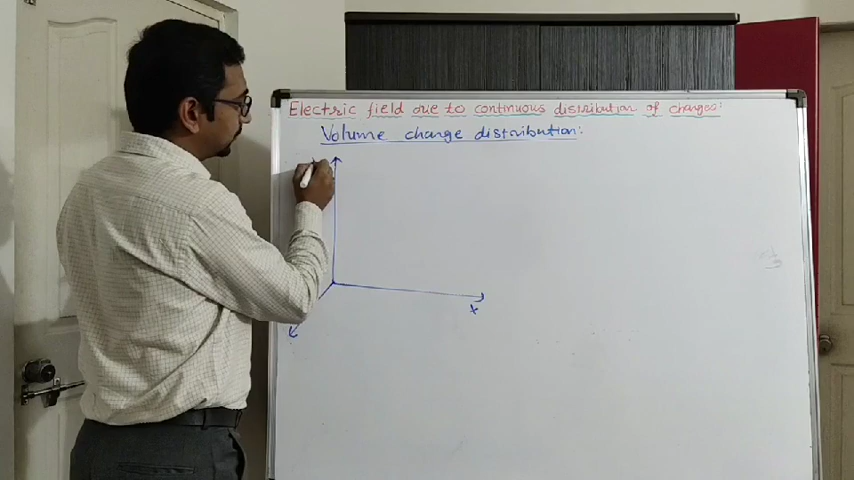 Electric field due to continuous distribution of charges:
Volume charge distribution:
x